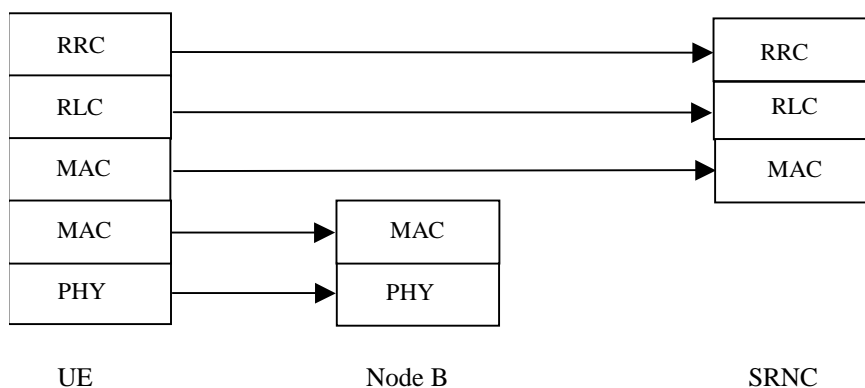 RRC RRC
RLC RLC
MAC MAC
MAC MAC
PHY PHY
UE Node B SRNC